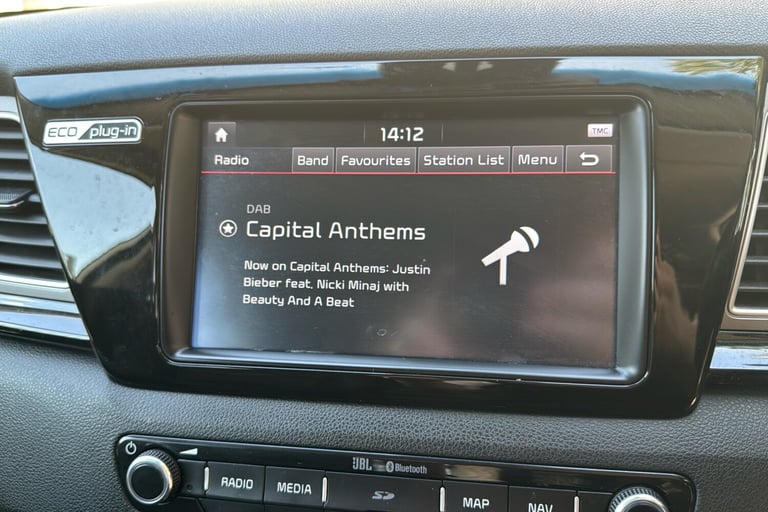 14:12
TMC
ECO plug-in
Radio Band Favourites Station List Menu
DAB
Capital Anthems
Now on Capital Anthems: Justin
Bieber feat. Nicki Minaj with
Beauty And A Beat
JBL Bluetooth
RADIO MEDIA SD MAP NAV